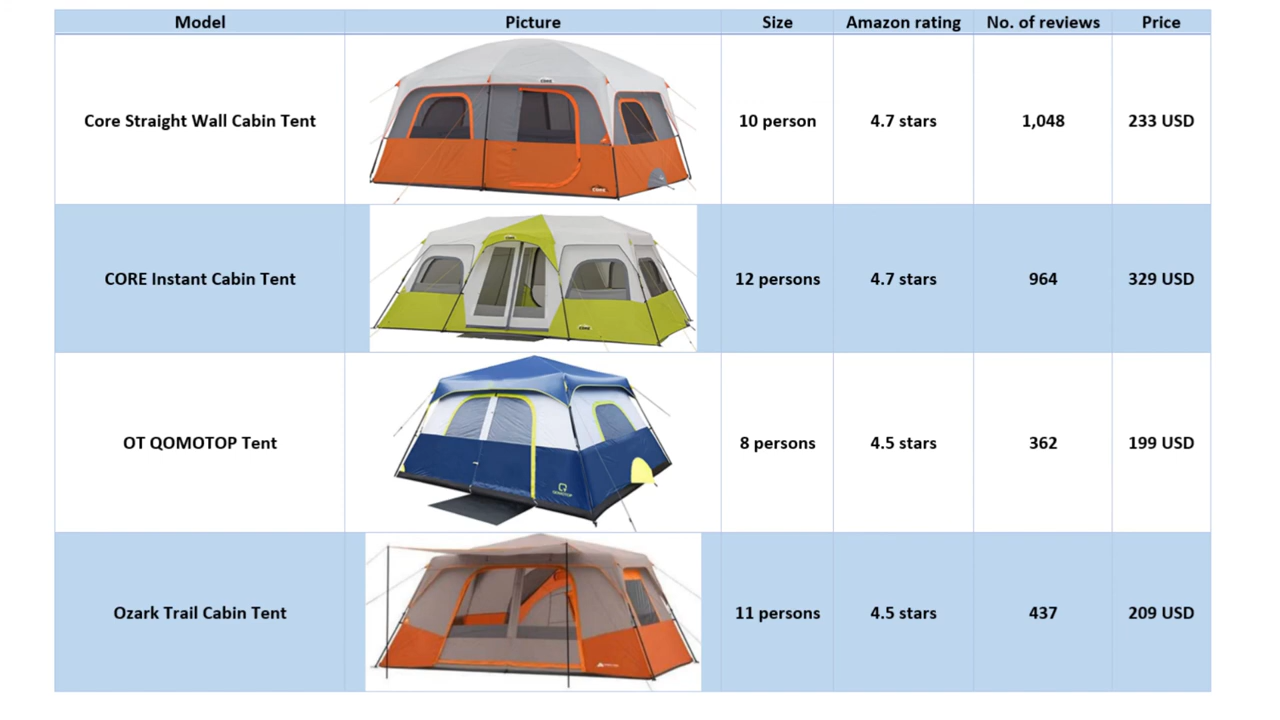 Model Picture Size Amazon rating No. of reviews Price
Core Straight Wall Cabin Tent 10 person 4.7 stars 1,048 233 USD
CORE Instant Cabin Tent 12 persons 4.7 stars 964 329 USD
OT QOMOTOP Tent 8 persons 4.5 stars 362 199 USD
Ozark Trail Cabin Tent 11 persons 4.5 stars 437 209 USD